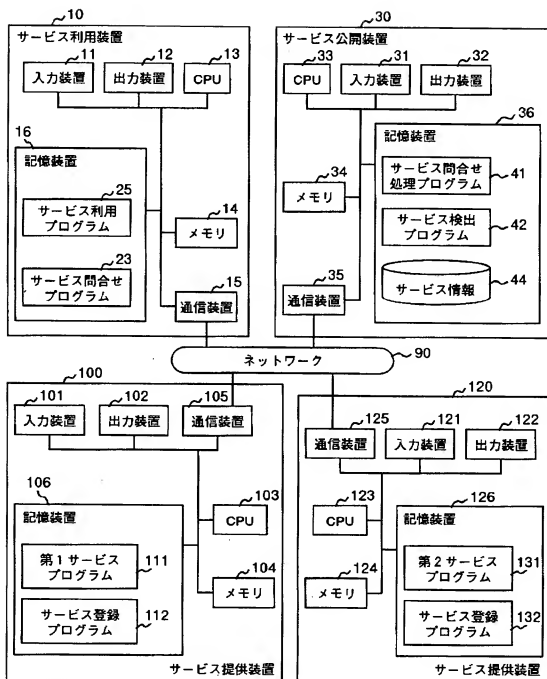 10
サービス利用装置
11
12
13
入力装置
出力装置
CPU
16
記憶装置
25
サービス利用
プログラム
23
サービス問合せ
プログラム
14
メモリ
15
通信装置
30
サービス公開装置
33
31
32
CPU
入力装置
出力装置
36
記憶装置
34
メモリ
サービス問合せ
処理プログラム
41
サービス検出
プログラム
42
35
通信装置
サービス情報
44
ネットワーク
90
100
101
102
105
入力装置
出力装置
通信装置
106
記憶装置
103
CPU
第1サービス
プログラム
111
104
メモリ
サービス登録
プログラム
112
サービス提供装置
120
125
121
122
通信装置
入力装置
出力装置
123
CPU
126
記憶装置
124
メモリ
第2サービス
プログラム
131
サービス登録
プログラム
132
サービス提供装置